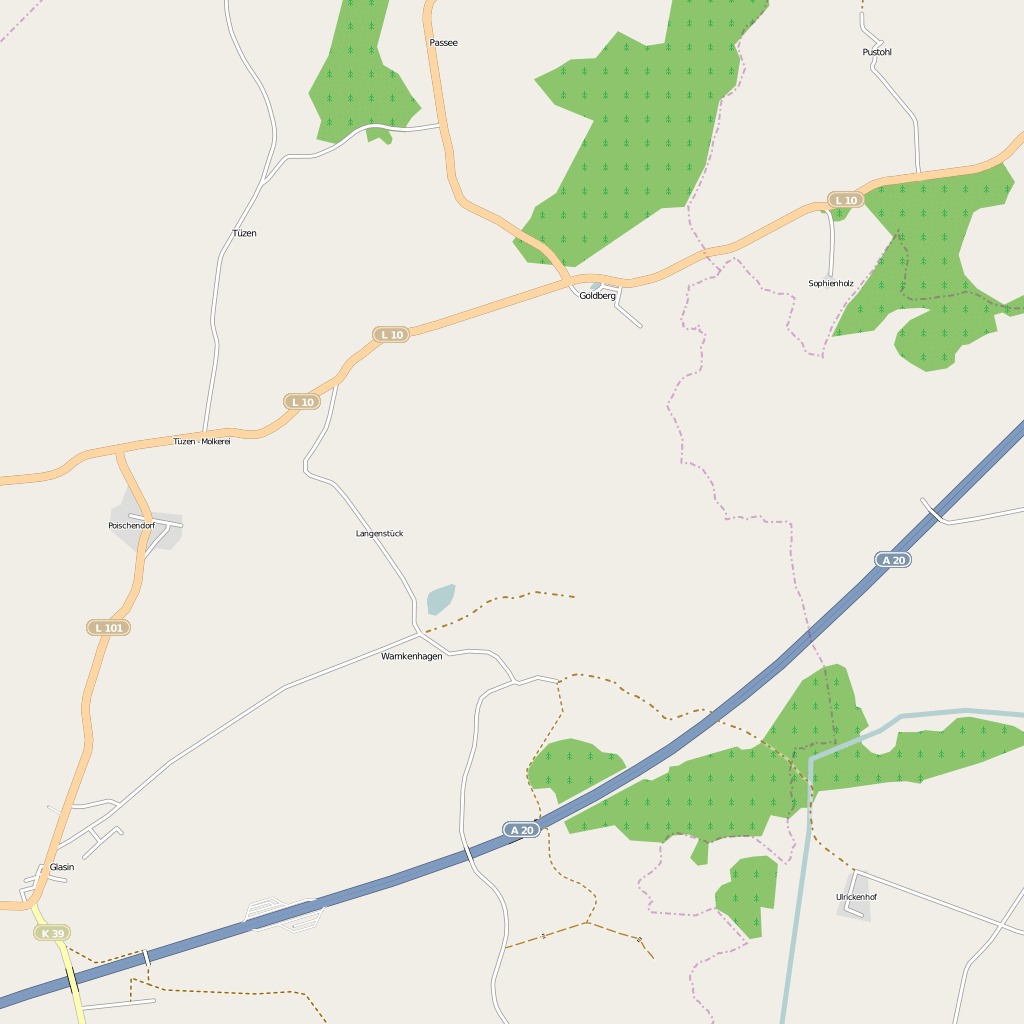 Passee
Pustohl
L 10
Tüzen
Sophienholz
Goldberg
L 10
L 10
Tüzen - Molkerei
Poischendorf
Langenstück
A 20
L 101
Warnkenhagen
A 20
Glasin
Ulrickenhof
K 39